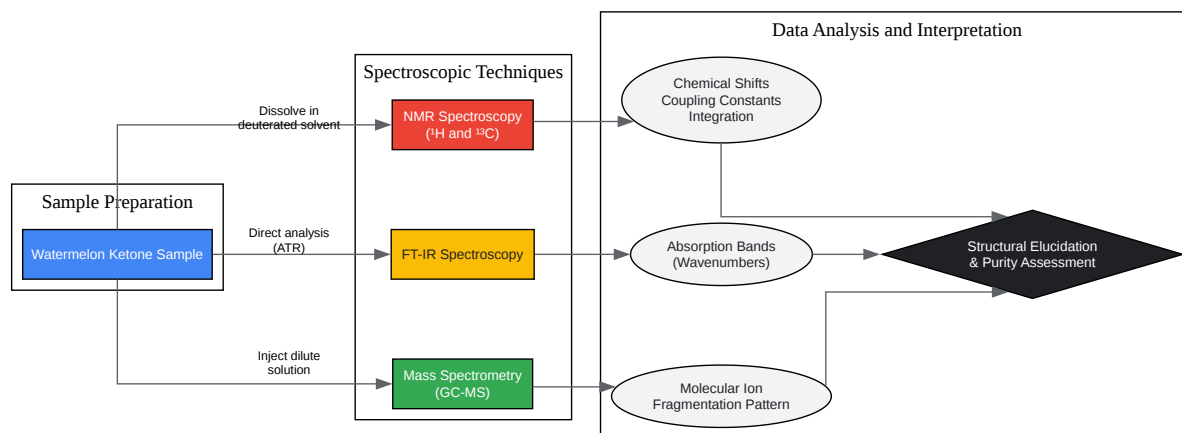 Data Analysis and Interpretation
Spectroscopic Techniques
Chemical Shifts
Coupling Constants
Integration
Dissolve in
deuterated solvent
NMR Spectroscopy
(¹H and ¹³C)
Sample Preparation
Watermelon Ketone Sample
Direct analysis
(ATR)
FT-IR Spectroscopy
Absorption Bands
(Wavenumbers)
Structural Elucidation
& Purity Assessment
Inject dilute
solution
Mass Spectrometry
(GC-MS)
Molecular Ion
Fragmentation Pattern